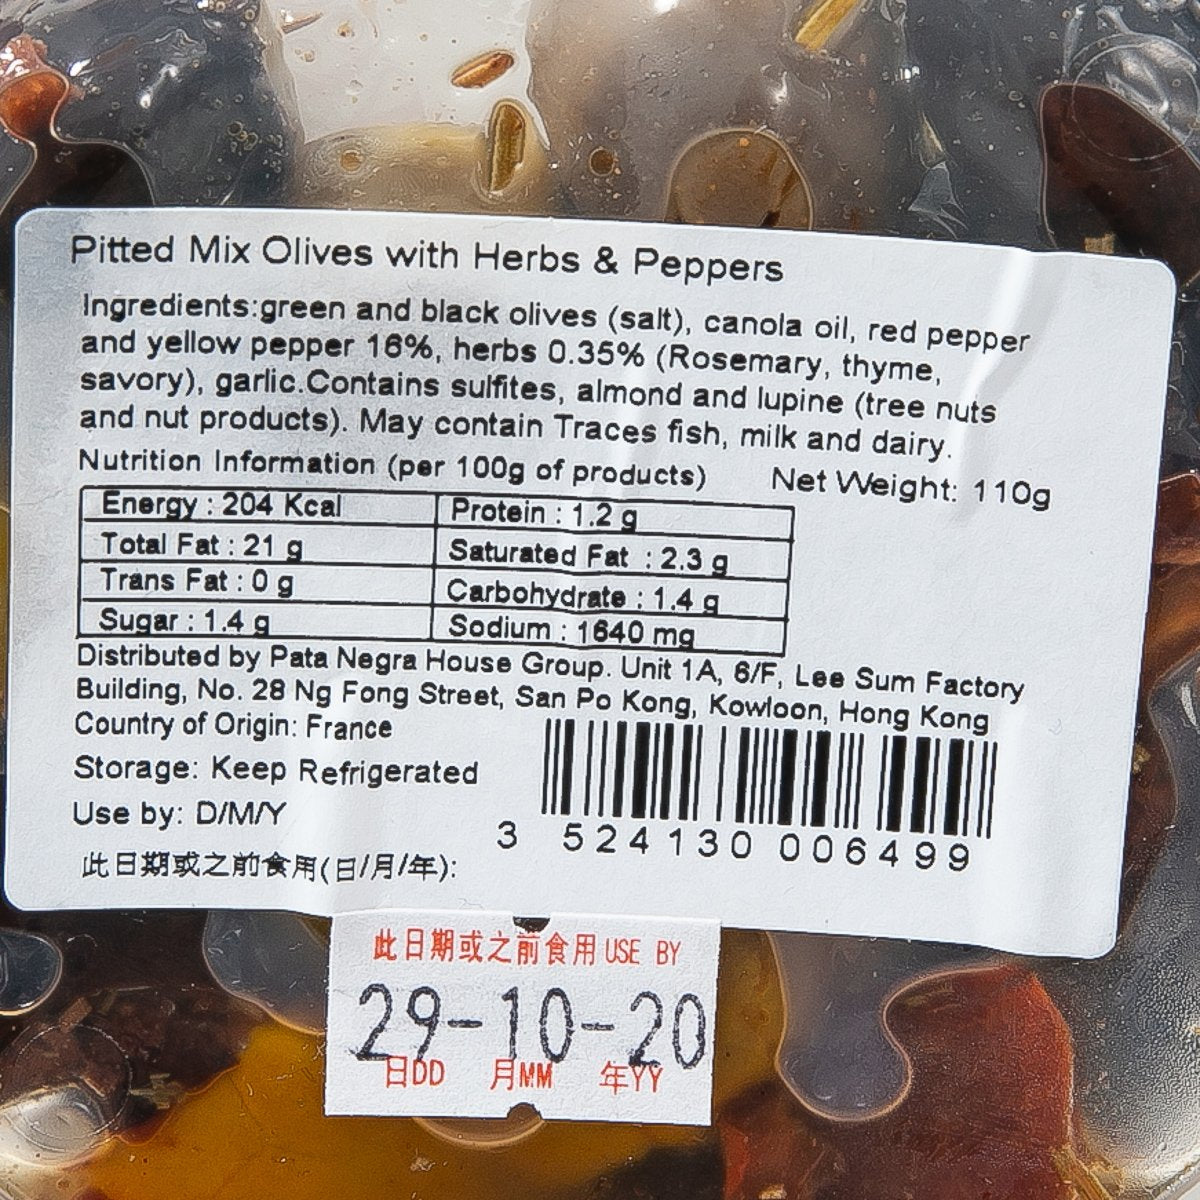 Pitted Mix Olives with Herbs & Peppers
Ingredients:green and black olives (salt), canola oil, red pepper
and yellow pepper 16%, herbs 0.35% (Rosemary, thyme,
savory), garlic.Contains sulfites, almond and lupine (tree nuts
and nut products). May contain Traces fish, milk and dairy.
Nutrition Information (per 100g of products) Net Weight: 110g
Energy : 204 Kcal Protein : 1.2 g
Total Fat : 21 g Saturated Fat : 2.3 g
Trans Fat : 0 g Carbohydrate : 1.4 g
Sugar : 1.4 g Sodium : 1640 mg
Distributed by Pata Negra House Group. Unit 1A, 6/F, Lee Sum Factory
Building, No. 28 Ng Fong Street, San Po Kong, Kowloon, Hong Kong
Country of Origin: France
Storage: Keep Refrigerated
Use by: D/M/Y
3 524130 006499
此日期或之前食用(日/月/年):
此日期或之前食用 USE BY
29-10-20
日DD 月MM 年YY